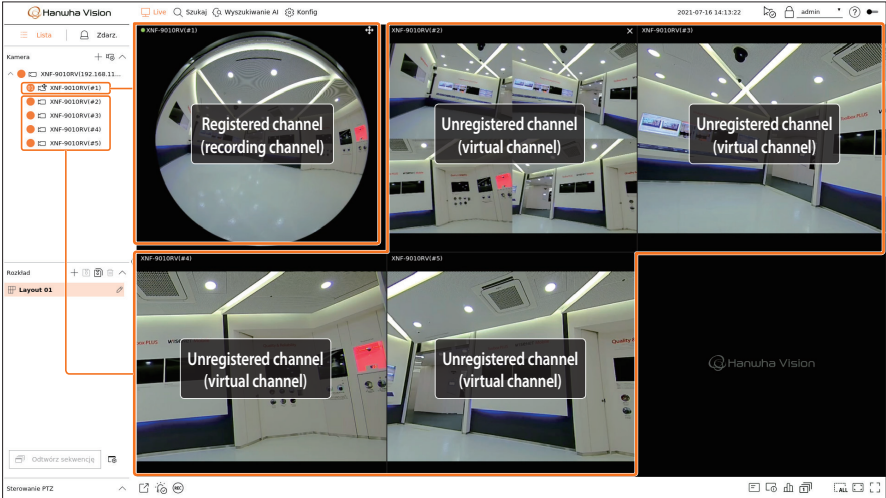 Hanwha Vision
Live Szukaj Wyszukiwanie AI Konfig
2021-07-16 14:13:22
admin
Lista Zdarz.
Kamera
XNF-9010RV(192.168.11...
XNF-9010RV(#1)
XNF-9010RV(#2)
XNF-9010RV(#3)
XNF-9010RV(#4)
XNF-9010RV(#5)
XNF-9010RV(#1)
Registered channel
(recording channel)
XNF-9010RV(#2)
Unregistered channel
(virtual channel)
XNF-9010RV(#3)
Unregistered channel
(virtual channel)
XNF-9010RV(#4)
Unregistered channel
(virtual channel)
XNF-9010RV(#5)
Unregistered channel
(virtual channel)
Hanwha Vision
Rozkład
Layout 01
Odtwórz sekwencję
Sterowanie PTZ
REC
ALL